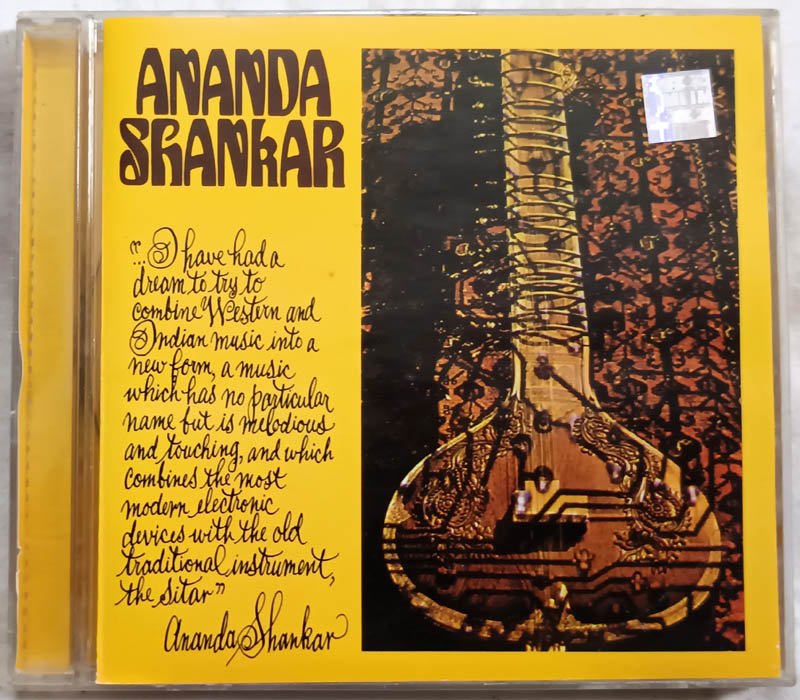 ANANDA
SHANKAR
"...I have had a
dream to try to
combine Western and
Indian music into a
new form, a music
which has no particular
name but is melodious
and touching, and which
combines the most
modern electronic
devices with the old
traditional instrument,
the sitar"
Ananda Shankar